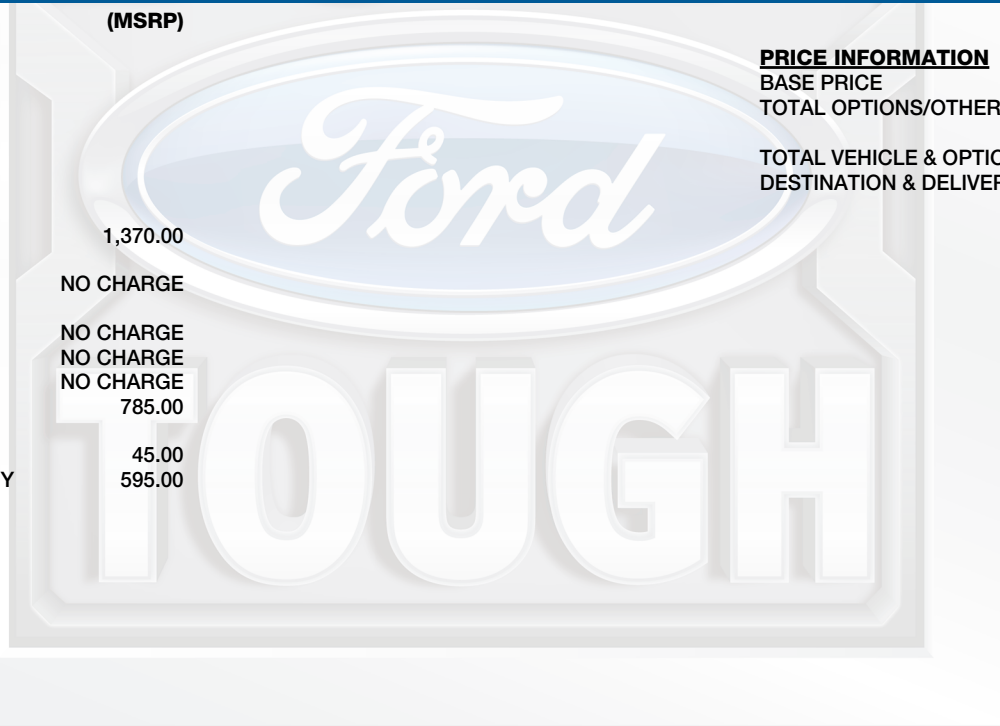 (MSRP)
1,370.00
NO CHARGE
NO CHARGE
NO CHARGE
NO CHARGE
785.00
45.00
Y 595.00
PRICE INFORMATION
BASE PRICE
TOTAL OPTIONS/OTHER
TOTAL VEHICLE & OPTIO
DESTINATION & DELIVER
Ford
TOUGH